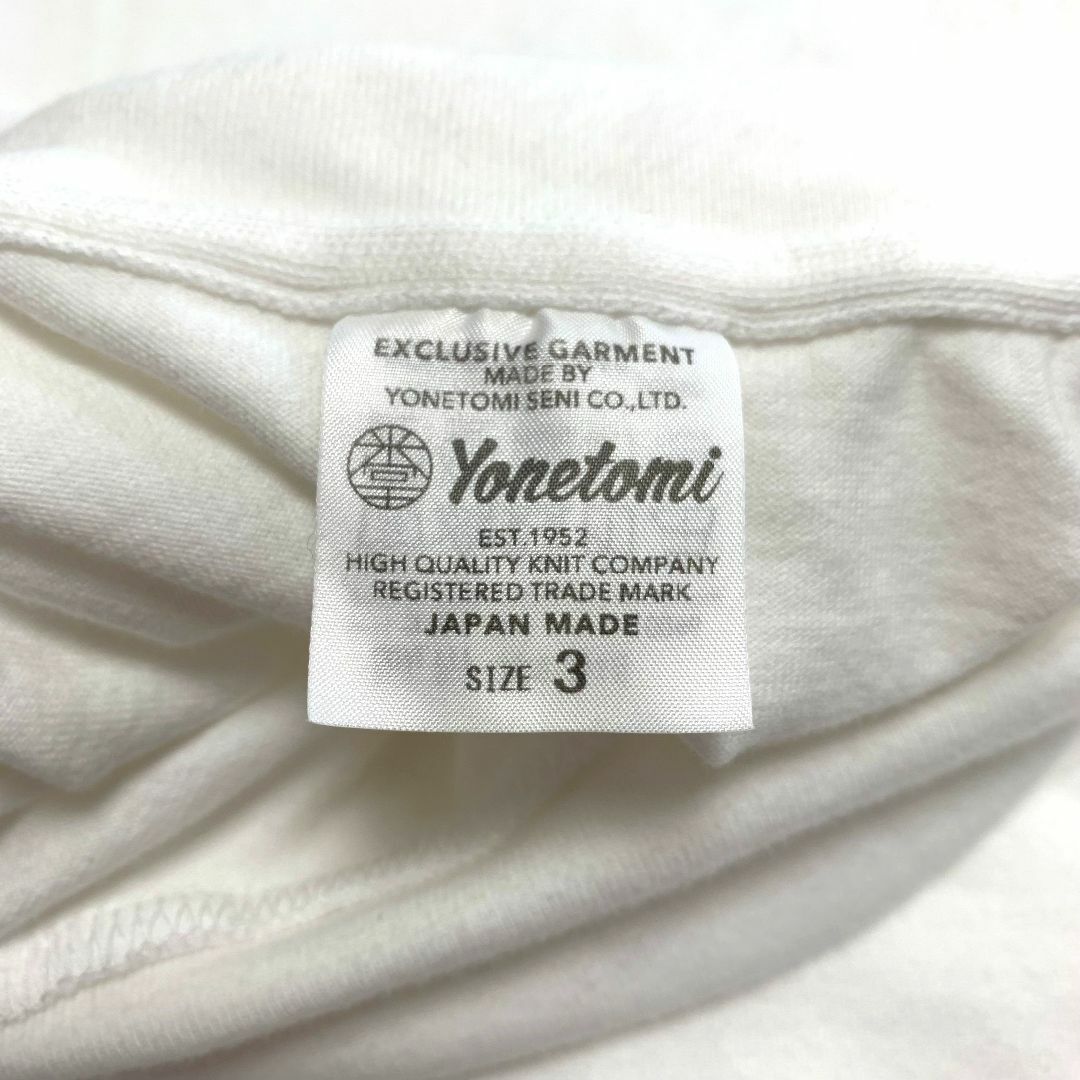 EXCLUSIVE GARMENT
MADE BY
YONETOMI SENI CO.,LTD.
Yonetomi
EST.1952
HIGH QUALITY KNIT COMPANY
REGISTERED TRADE MARK
JAPAN MADE
SIZE 3